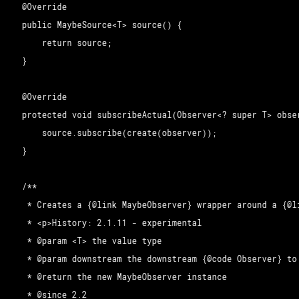 @Override
public MaybeSource<T> source() {
return source;
}
@Override
protected void subscribeActual(Observer<? super T>
source.subscribe(create(observer));
}
/**
* Creates a {@link MaybeObserver} wrapper around a
* <p>History: 2.1.11 - experimental
* @param <T> the value type
* @param downstream the downstream {@code Observer} to
* @return the new MaybeObserver instance
* @since 2.2